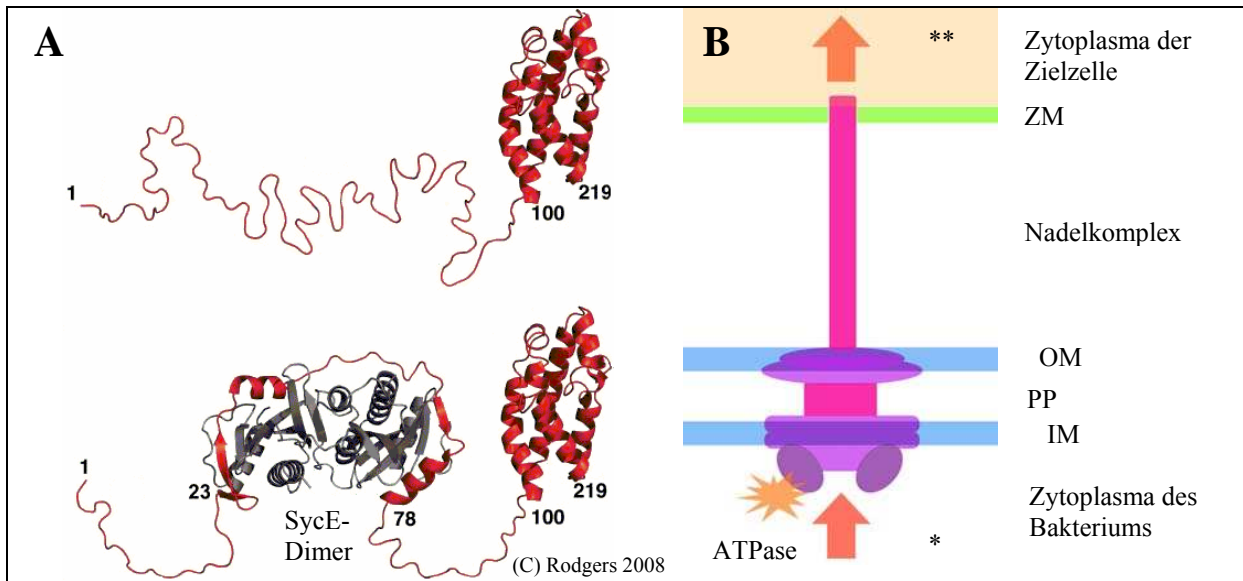 A
1
100
219
1
23
SycE-
Dimer
78
100
219
(C) Rodgers 2008
B
**
Zytoplasma der
Zielzelle
ZM
Nadelkomplex
OM
PP
IM
Zytoplasma des
Bakteriums
ATPase
*